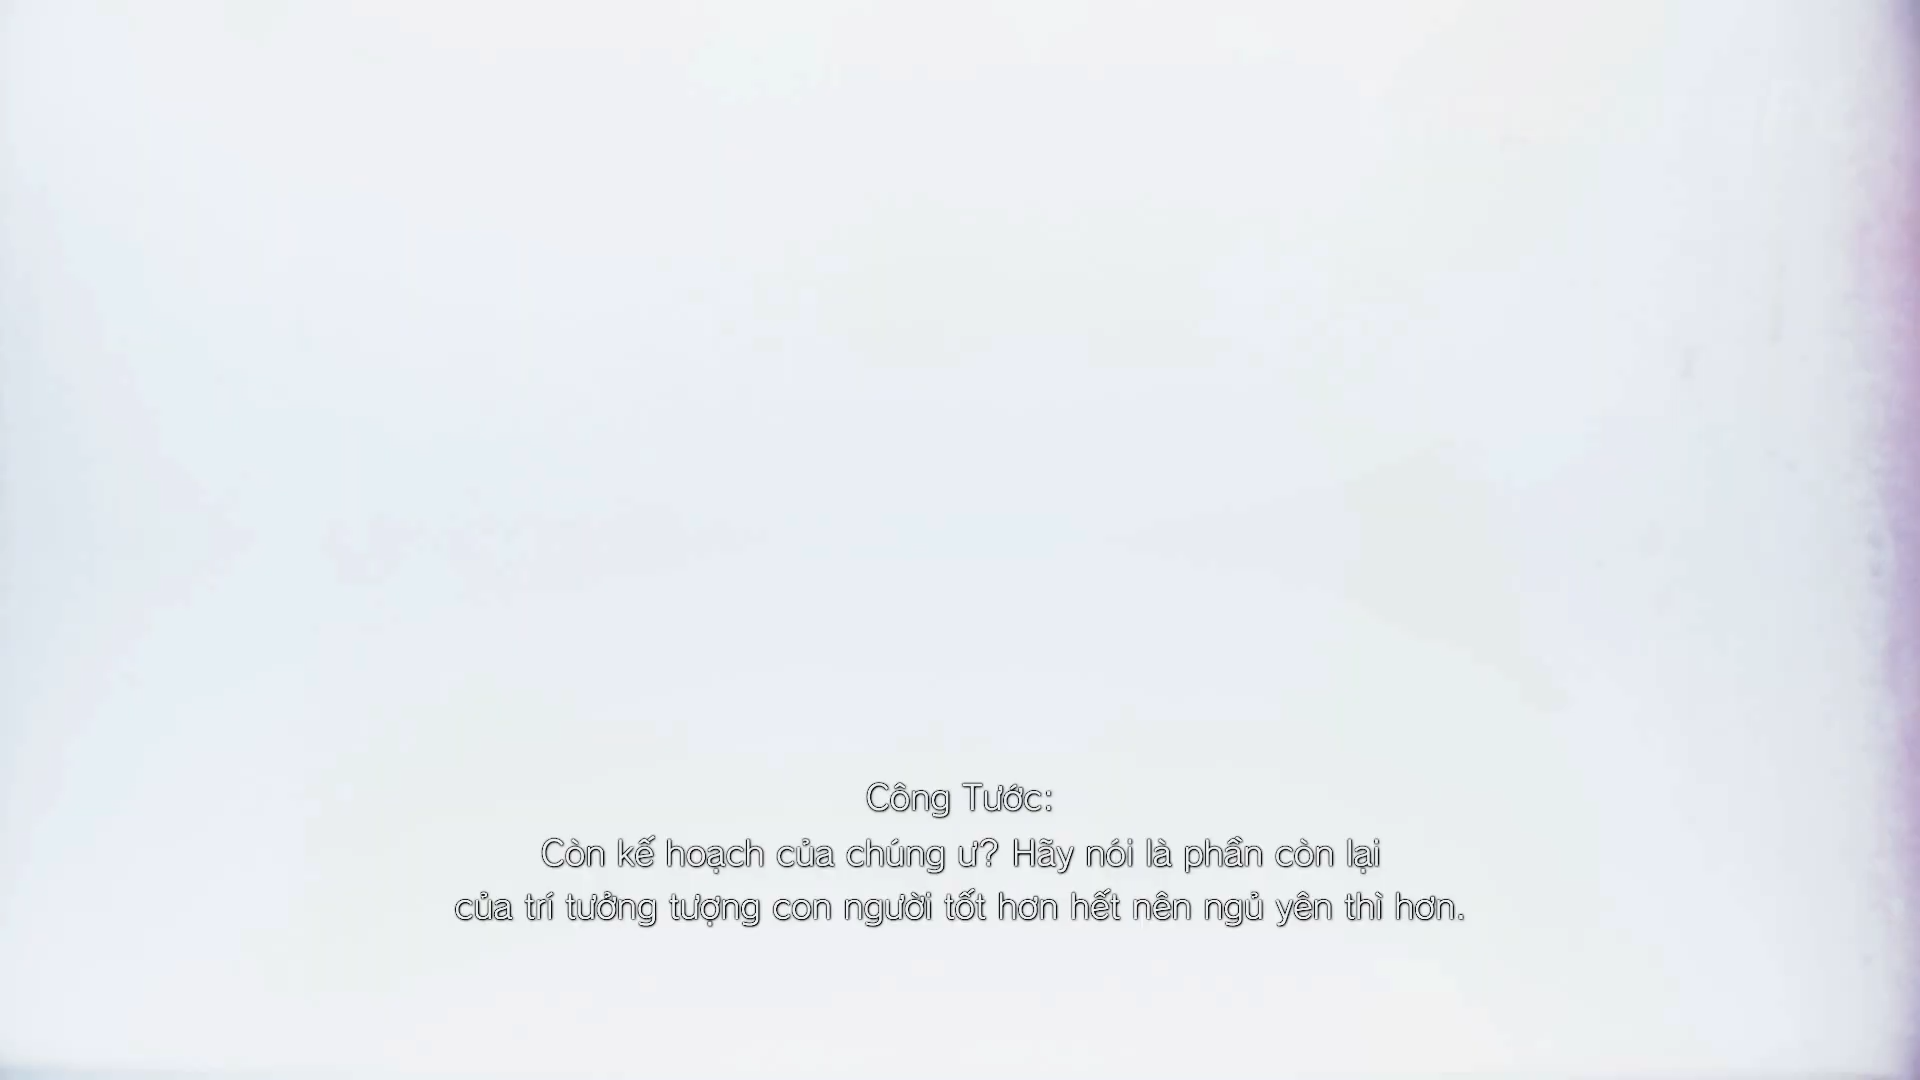 Công Tước:
Còn kế hoạch của chúng ư? Hãy nói là phần còn lại
của trí tưởng tượng con người tốt hơn hết nên ngủ yên thì hơn.